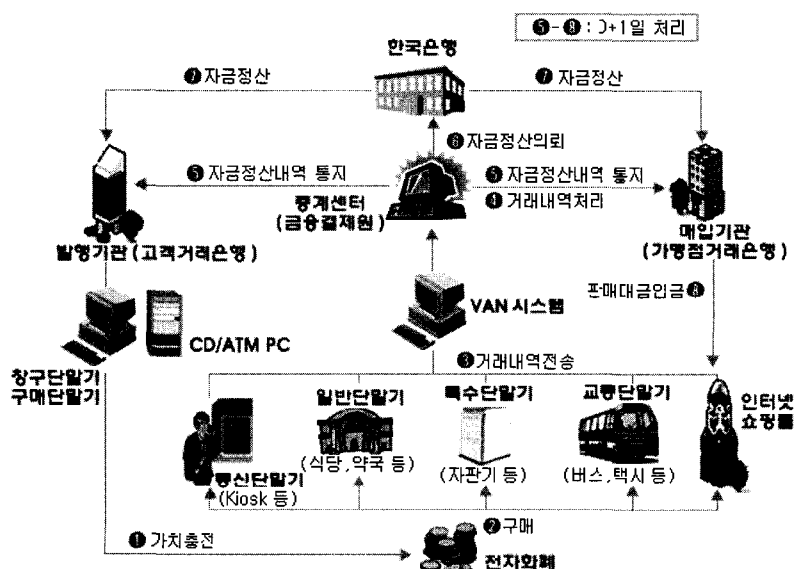 ❺-❽ : D+1일 처리
한국은행
❼ 자금정산
❼ 자금정산
❻ 자금정산의뢰
❺ 자금정산내역 통지
❺ 자금정산내역 통지
중계센터
(금융결제원)
❹ 거래내역처리
발행기관(고객거래은행)
매입기관
(가맹점거래은행)
VAN 시스템
판매대금입금 ❽
CD/ATM PC
창구단말기
구매단말기
❸ 거래내역전송
일반단말기
특수단말기
교통단말기
인터넷
쇼핑몰
(식당,약국 등)
(자판기 등)
(버스,택시 등)
통신단말기
(Kiosk 등)
❶ 가치충전
❷ 구매
전자화폐